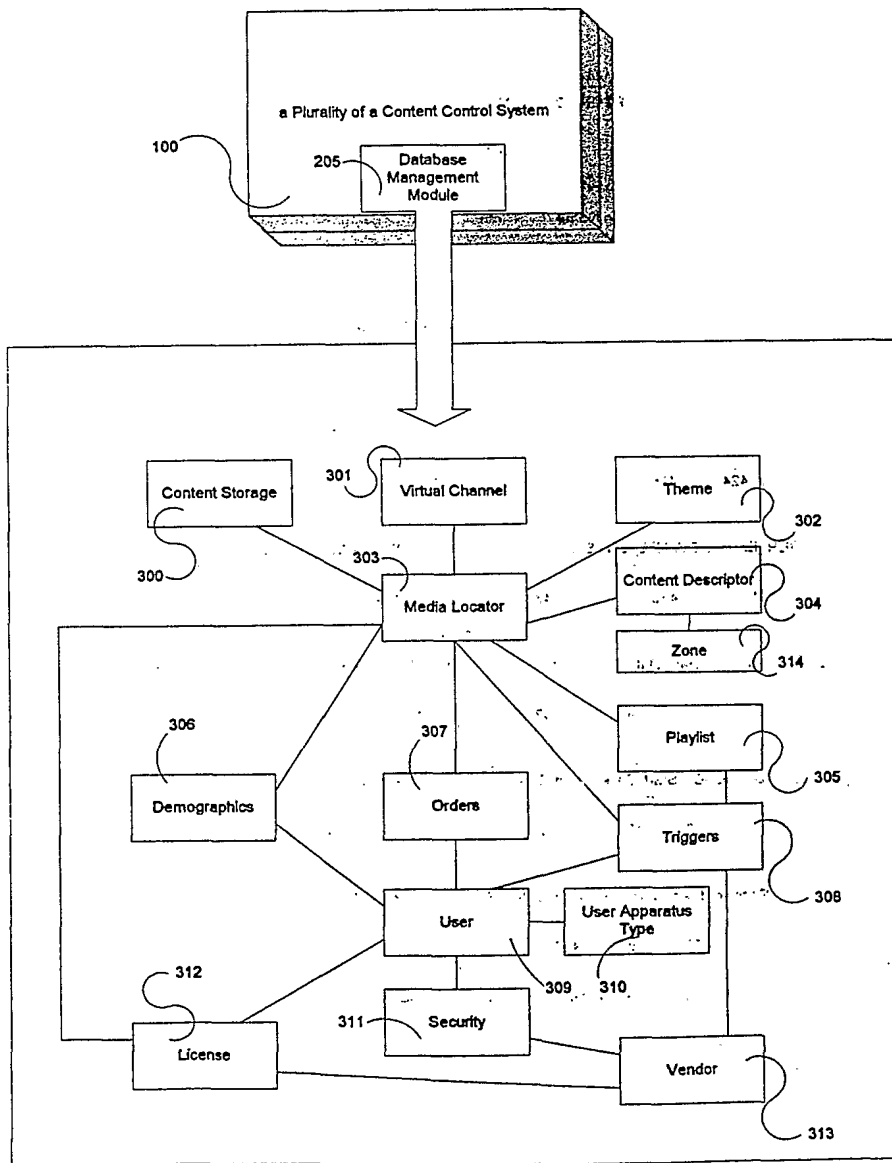 a Plurality of a Content Control System
100
205
Database
Management
Module
Content Storage
301
Virtual Channel
Theme
302
300
303
Media Locator
Content Descriptor
304
Zone
314
306
307
Playlist
305
Demographics
Orders
Triggers
308
User
User Apparatus
Type
309
310
312
311
Security
License
Vendor
313